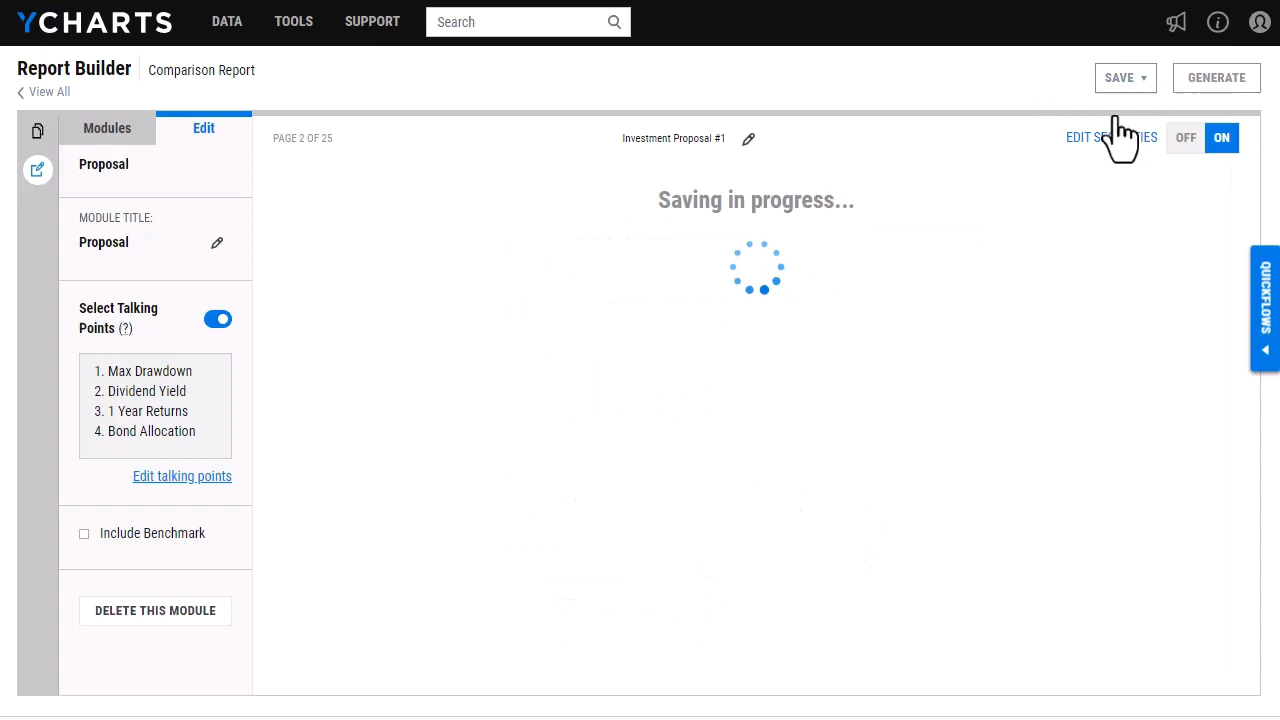 YCHARTS
DATA
TOOLS
SUPPORT
Search
Report Builder
Comparison Report
View All
SAVE
GENERATE
Modules
Edit
PAGE 2 OF 25
Investment Proposal #1
OFF
ON
Proposal
Saving in progress...
MODULE TITLE:
Proposal
QUICKFLOWS
Select Talking
Points (?)
1. Max Drawdown
2. Dividend Yield
3. 1 Year Returns
4. Bond Allocation
Edit talking points
Include Benchmark
DELETE THIS MODULE